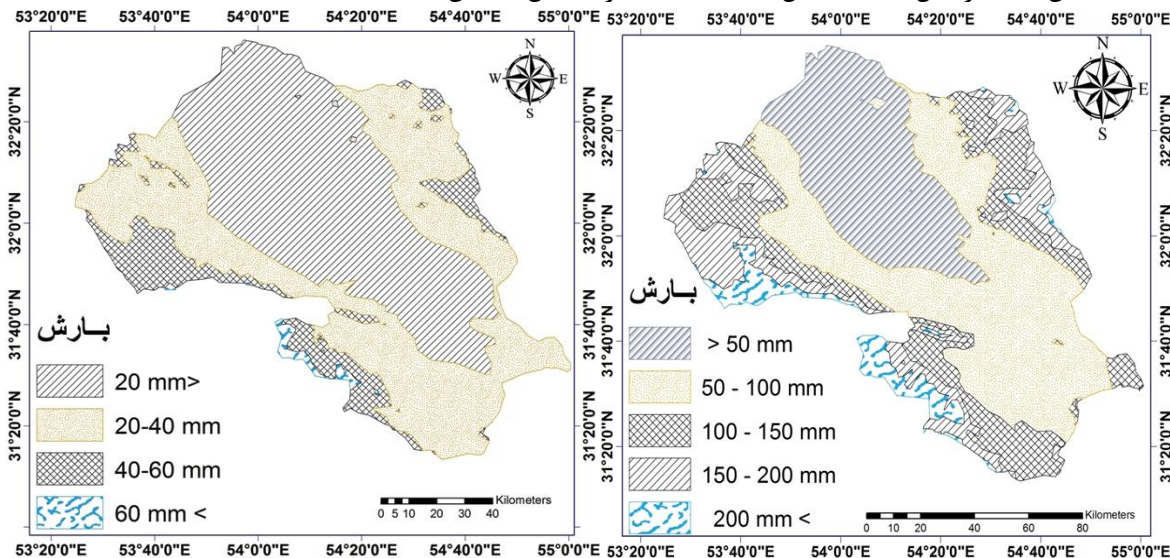 53°20'0"E 53°40'0"E 54°0'0"E 54°20'0"E 54°40'0"E 55°0'0"E
32°20'0"N
32°0'0"N
31°40'0"N
31°20'0"N
N
W E
S
بارش
20 mm>
20-40 mm
40-60 mm
60 mm <
Kilometers
0 5 10 20 30 40
53°20'0"E 53°40'0"E 54°0'0"E 54°20'0"E 54°40'0"E 55°0'0"E
53°20'0"E 53°40'0"E 54°0'0"E 54°20'0"E 54°40'0"E 55°0'0"E
N
W E
S
32°20'0"N
32°0'0"N
31°40'0"N
31°20'0"N
بارش
> 50 mm
50 - 100 mm
100 - 150 mm
150 - 200 mm
200 mm <
Kilometers
0 5 10 20 30 40
0 5 10 20 40 60 80
32°20'0"N
32°0'0"N
31°40'0"N
31°20'0"N
53°20'0"E 53°40'0"E 54°0'0"E 54°20'0"E 54°40'0"E 55°0'0"E